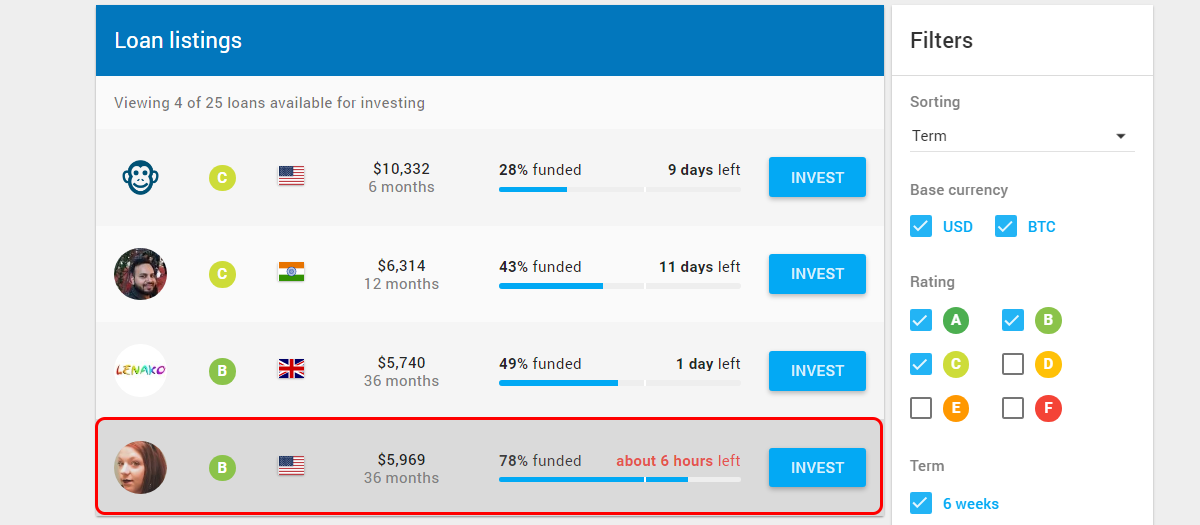 Loan listings
Viewing 4 of 25 loans available for investing
C
$10,332
6 months
28% funded
9 days left
INVEST
C
$6,314
12 months
43% funded
11 days left
INVEST
LENAKO
B
$5,740
36 months
49% funded
1 day left
INVEST
B
$5,969
36 months
78% funded
about 6 hours left
INVEST
Filters
Sorting
Term
Base currency
USD
BTC
Rating
A
B
C
D
E
F
Term
6 weeks